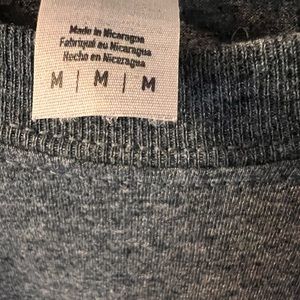 Made in Nicaragua
Fabriqué au Nicaragua
Hecho en Nicaragua
M | M | M